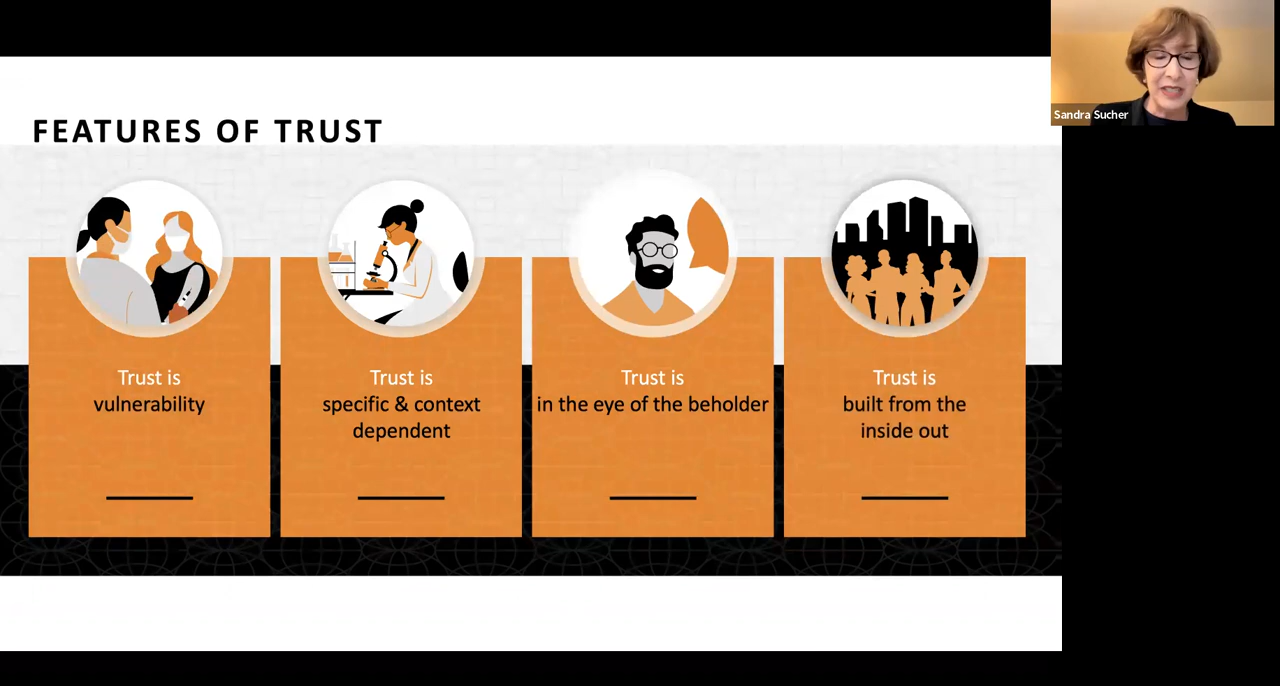 FEATURES OF TRUST
Trust is
vulnerability
Trust is
specific & context
dependent
Trust is
in the eye of the beholder
Trust is
built from the
inside out
Sandra Sucher